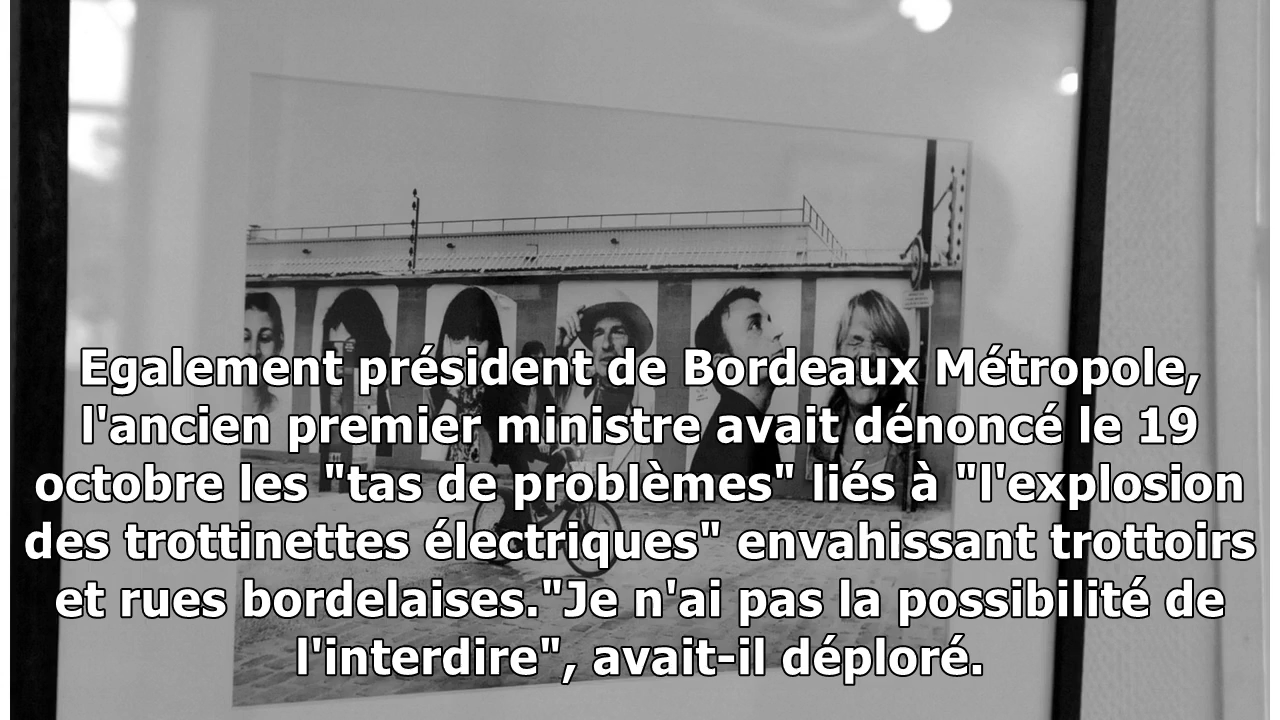 Egalement président de Bordeaux Métropole,
l'ancien premier ministre avait dénoncé le 19
octobre les "tas de problèmes" liés à "l'explosion
des trottinettes électriques" envahissant trottoirs
et rues bordelaises."Je n'ai pas la possibilité de
l'interdire", avait-il déploré.